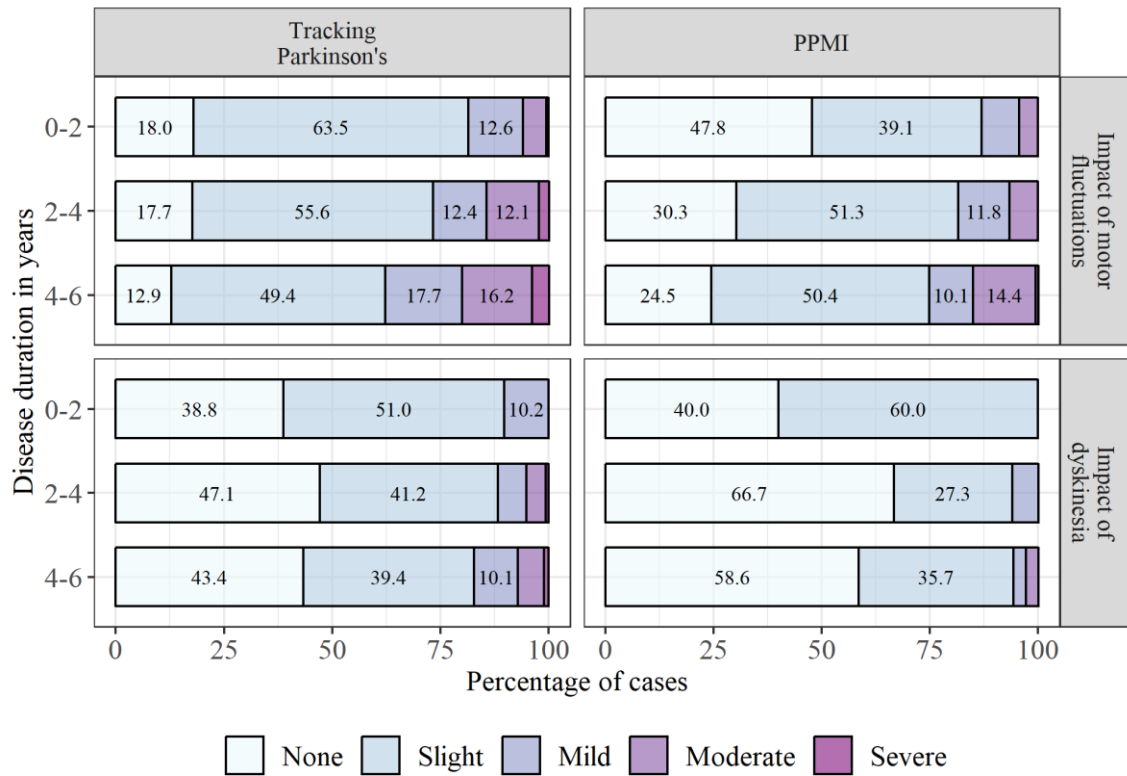 Tracking
Parkinson's
PPMI
Impact of motor
fluctuations
Impact of
dyskinesia
Disease duration in years
0-2
18.0 63.5 12.6
47.8 39.1
2-4
17.7 55.6 12.4 12.1
30.3 51.3 11.8
4-6
12.9 49.4 17.7 16.2
24.5 50.4 10.1 14.4
0-2
38.8 51.0 10.2
40.0 60.0
2-4
47.1 41.2
66.7 27.3
4-6
43.4 39.4 10.1
58.6 35.7
0 25 50 75 100
0 25 50 75 100
Percentage of cases
None Slight Mild Moderate Severe